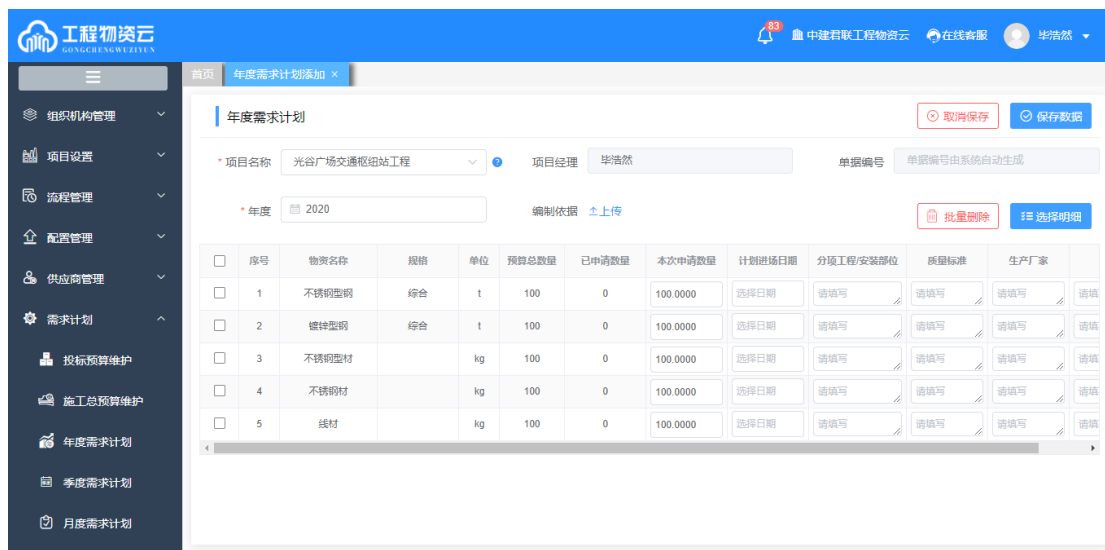 工程物资云
GONGCHENGWUZIYUN
83 中建君联工程物资云 在线客服 毕浩然
首页 年度需求计划添加 ×
组织机构管理
项目设置
流程管理
配置管理
供应商管理
需求计划
投标预算维护
施工总预算维护
年度需求计划
季度需求计划
月度需求计划
年度需求计划 取消保存 保存数据
* 项目名称 光谷广场交通枢纽站工程 ? 项目经理 毕浩然 单据编号 单据编号由系统自动生成
* 年度 2020 编制依据 上传 批量删除 选择明细
序号 物资名称 规格 单位 预算总数量 已申请数量 本次申请数量 计划进场日期 分项工程/安装部位 质量标准 生产厂家
1 不锈钢型钢 综合 t 100 0 100.0000 选择日期 请填写 请填写 请填写 请填
2 镀锌型钢 综合 t 100 0 100.0000 选择日期 请填写 请填写 请填写 请填
3 不锈钢型材 kg 100 0 100.0000 选择日期 请填写 请填写 请填写 请填
4 不锈钢材 kg 100 0 100.0000 选择日期 请填写 请填写 请填写 请填
5 线材 kg 100 0 100.0000 选择日期 请填写 请填写 请填写 请填